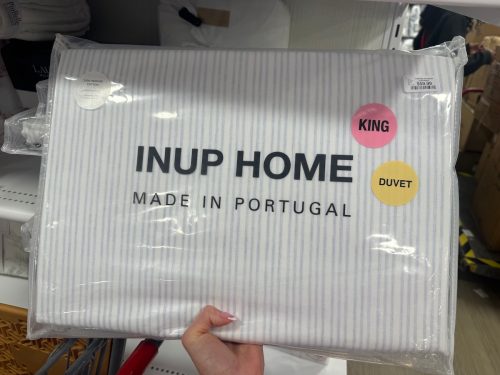 KING
INUP HOME
DUVET
MADE IN PORTUGAL